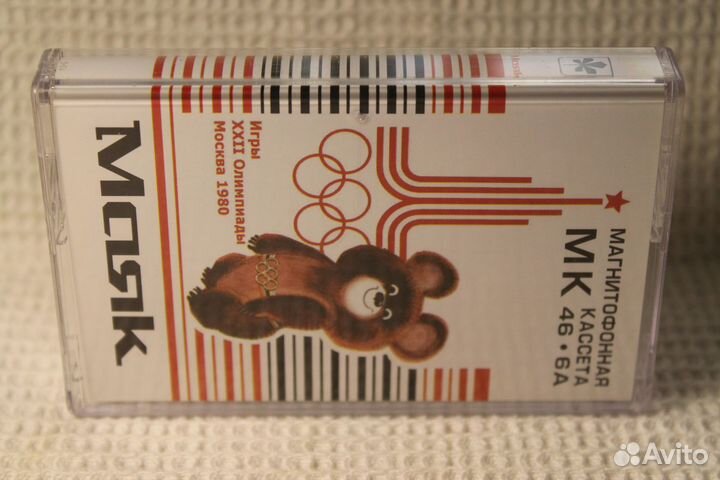 МАГНИТОФОННАЯ
КАССЕТА
МК 46•6А
Игры
XXII Олимпиады
Москва 1980
Маяк
Avito